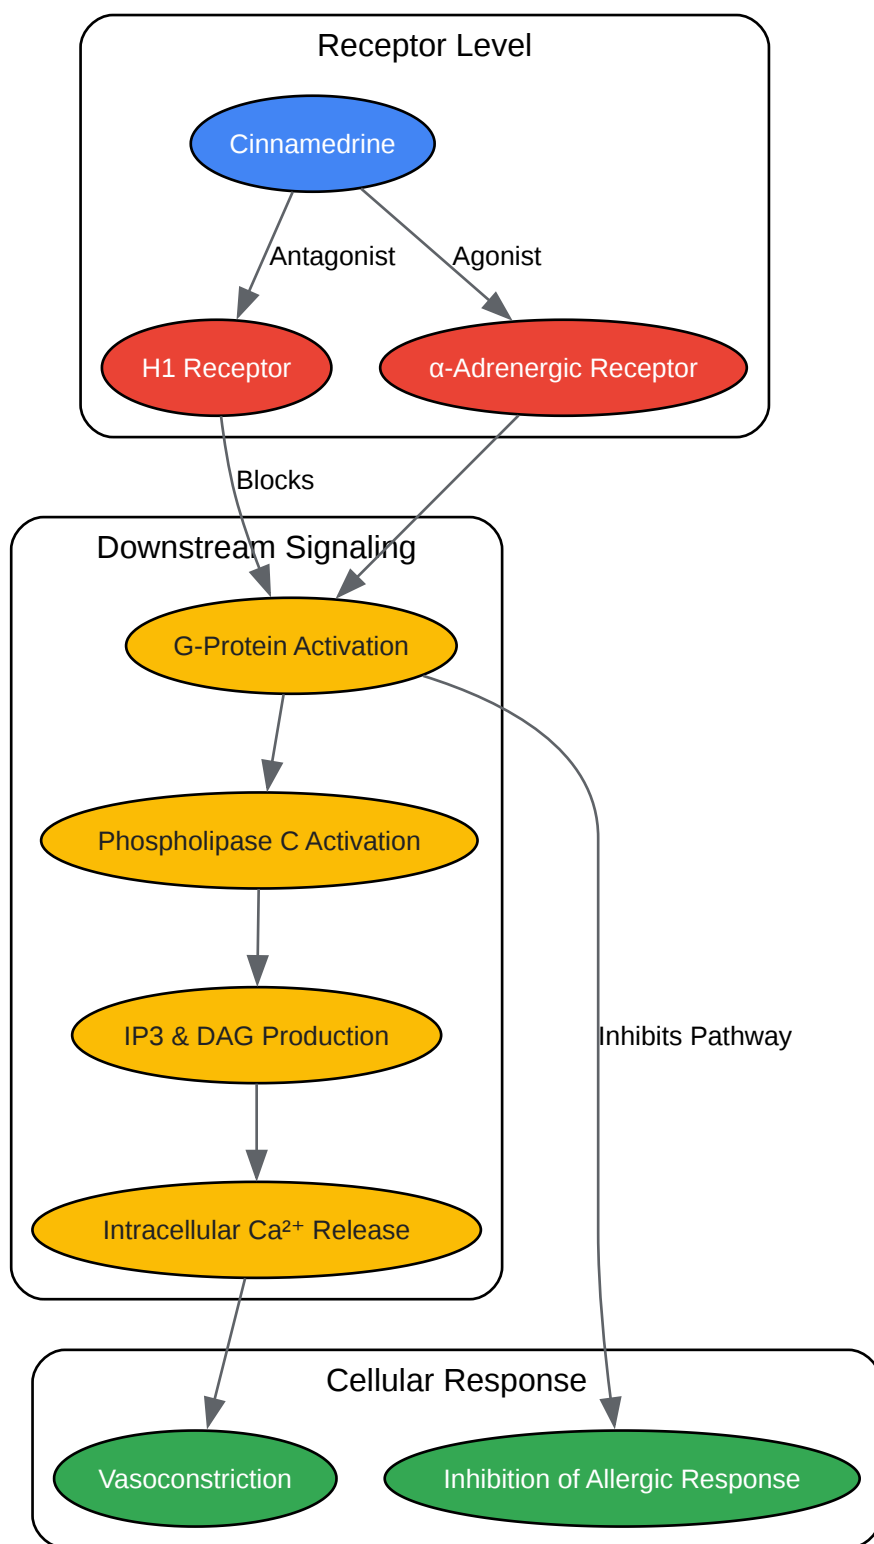 Receptor Level
Cinnamedrine
Antagonist
Agonist
H1 Receptor
α-Adrenergic Receptor
Blocks
Downstream Signaling
G-Protein Activation
Phospholipase C Activation
IP3 & DAG Production
Inhibits Pathway
Intracellular Ca²⁺ Release
Cellular Response
Vasoconstriction
Inhibition of Allergic Response